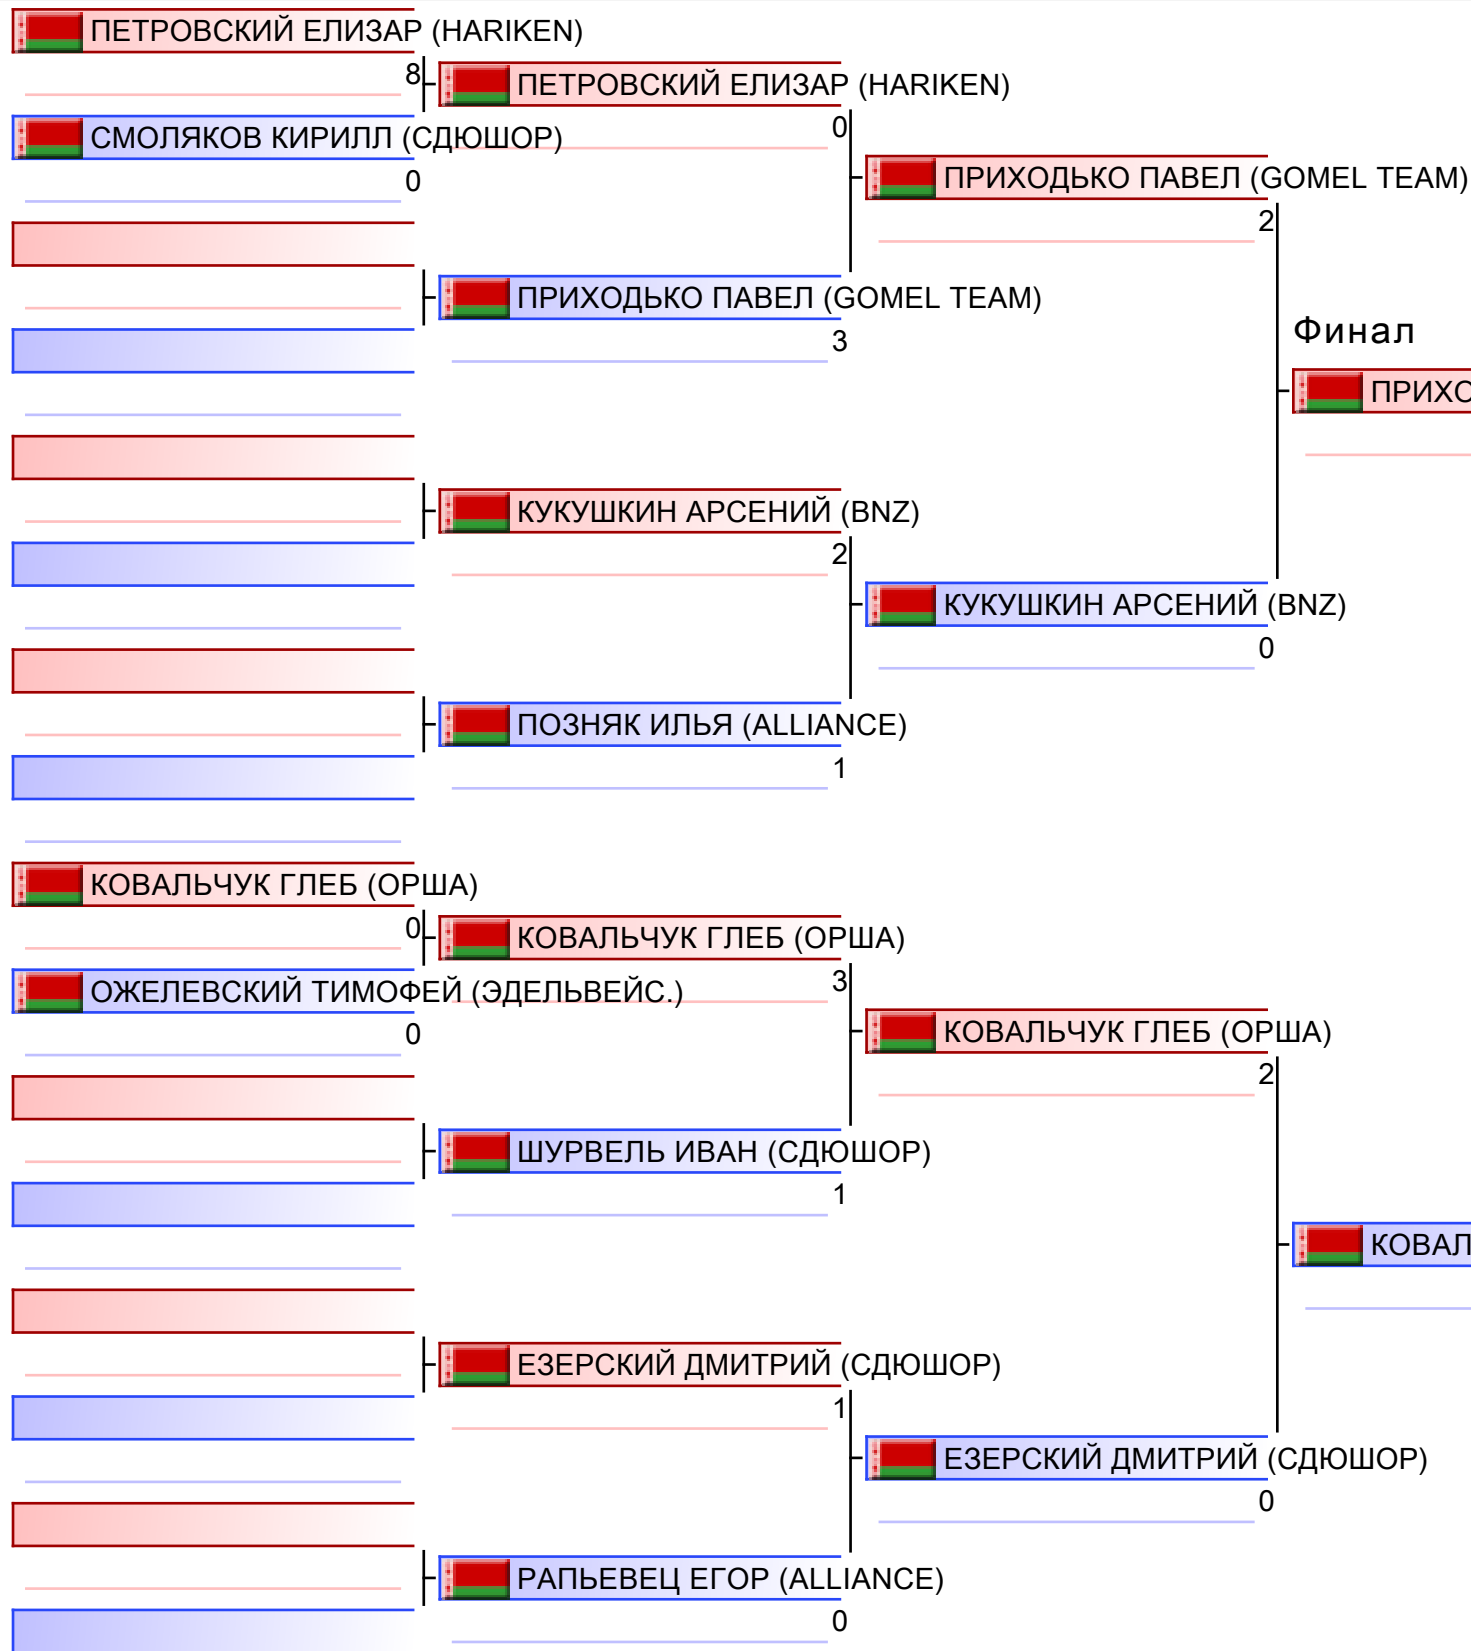 ПЕТРОВСКИЙ ЕЛИЗАР (HARIKEN)
8
СМОЛЯКОВ КИРИЛЛ (СДЮШОР)
0
ПЕТРОВСКИЙ ЕЛИЗАР (HARIKEN)
0
ПРИХОДЬКО ПАВЕЛ (GOMEL TEAM)
3
ПРИХОДЬКО ПАВЕЛ (GOMEL TEAM)
2
КУКУШКИН АРСЕНИЙ (BNZ)
2
ПОЗНЯК ИЛЬЯ (ALLIANCE)
1
КУКУШКИН АРСЕНИЙ (BNZ)
0
Финал
ПРИХО
КОВАЛЬЧУК ГЛЕБ (ОРША)
0
ОЖЕЛЕВСКИЙ ТИМОФЕЙ (ЭДЕЛЬВЕЙС.)
0
КОВАЛЬЧУК ГЛЕБ (ОРША)
3
ШУРВЕЛЬ ИВАН (СДЮШОР)
1
КОВАЛЬЧУК ГЛЕБ (ОРША)
2
ЕЗЕРСКИЙ ДМИТРИЙ (СДЮШОР)
1
РАПЬЕВЕЦ ЕГОР (ALLIANCE)
0
ЕЗЕРСКИЙ ДМИТРИЙ (СДЮШОР)
0
КОВАЛ